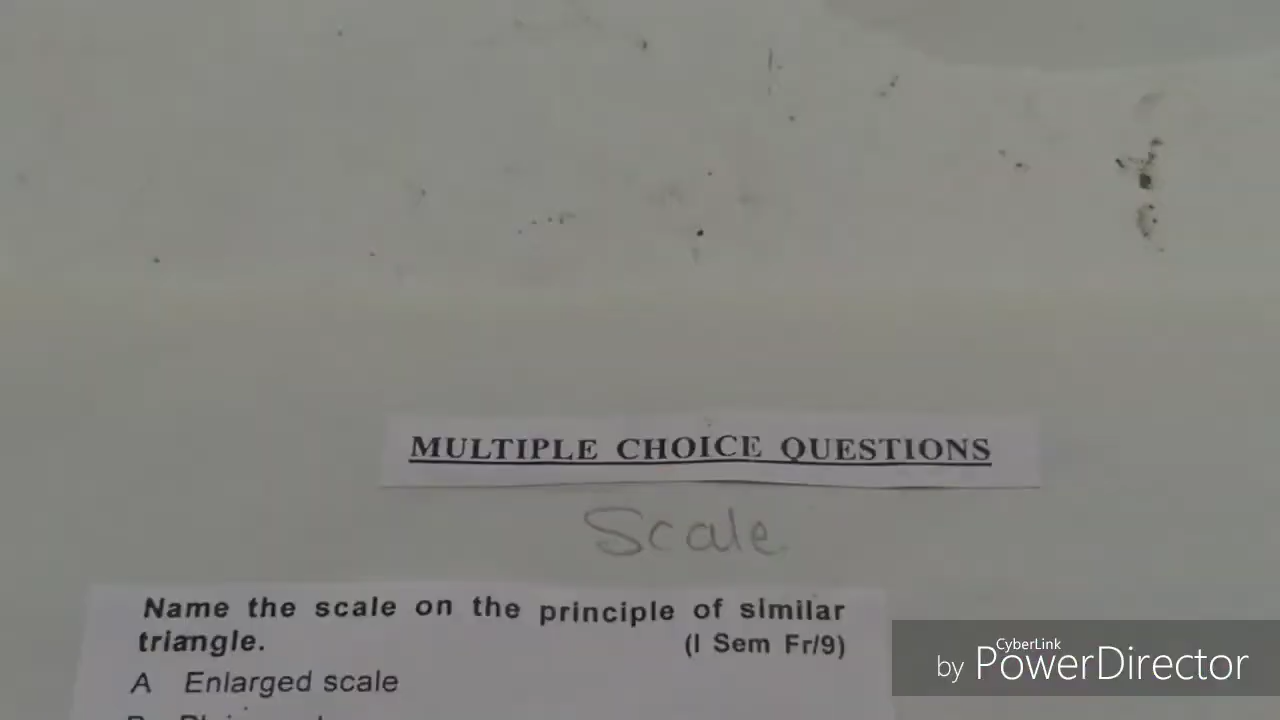 MULTIPLE CHOICE QUESTIONS
Scale
Name the scale on the principle of similar
triangle. (I Sem Fr/9)
A Enlarged scale
CyberLink
by PowerDirector